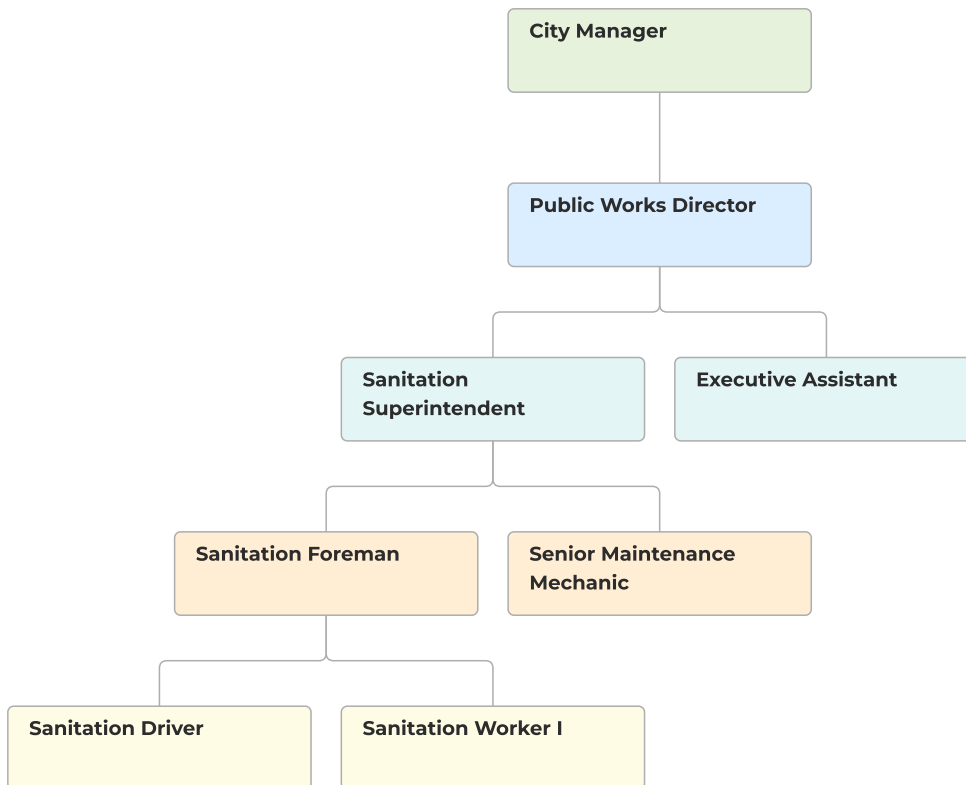 City Manager
Public Works Director
Sanitation
Superintendent
Executive Assistant
Sanitation Foreman
Senior Maintenance
Mechanic
Sanitation Driver
Sanitation Worker I